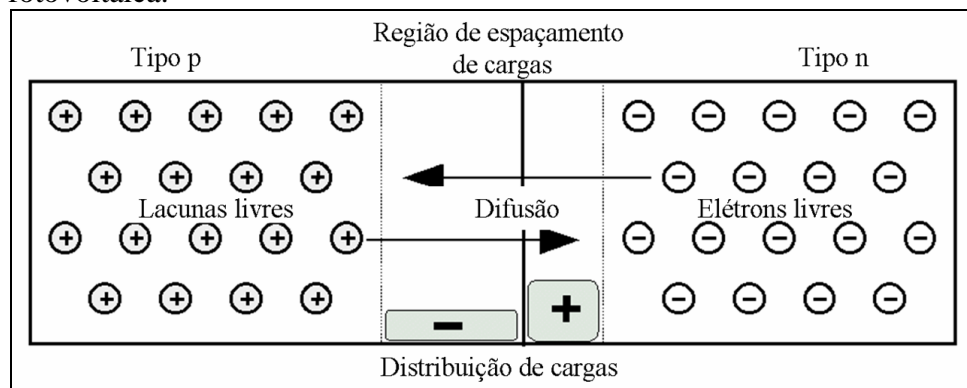 fotovoltaica.
Região de espaçamento
de cargas
Tipo p
Tipo n
Lacunas livres
Difusão
Elétrons livres
Distribuição de cargas